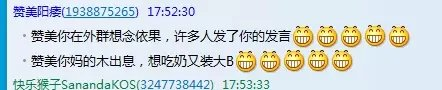 赞美阳痿(1938875265) 17:52:30
赞美你在外群想念依果，许多人发了你的发言
赞美你妈的木出息，想吃奶又装大B
快乐猴子SanandaKOS(3247738442) 17:53:33